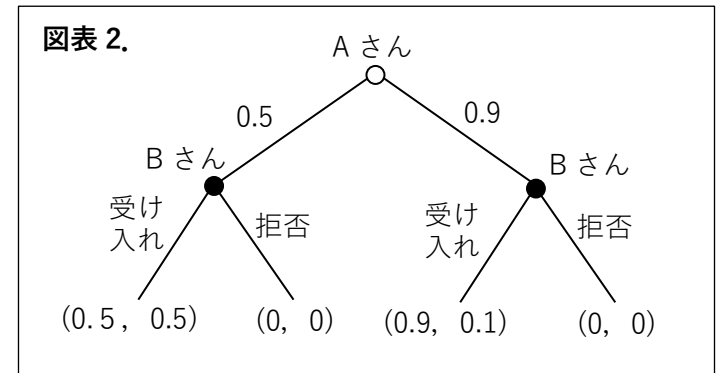 図表 2.
A さん
0.5
0.9
B さん
B さん
受け
入れ
拒否
受け
入れ
拒否
(0.5, 0.5)
(0, 0)
(0.9, 0.1)
(0, 0)